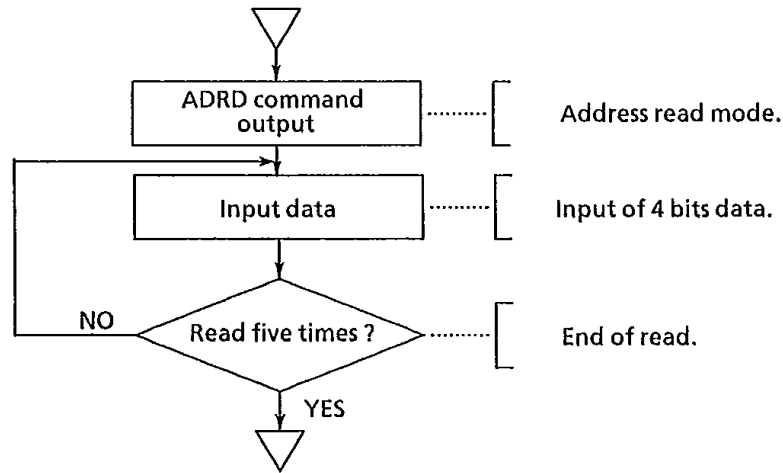 ADRD command
output
Address read mode.
Input data
Input of 4 bits data.
NO
Read five times ?
End of read.
YES